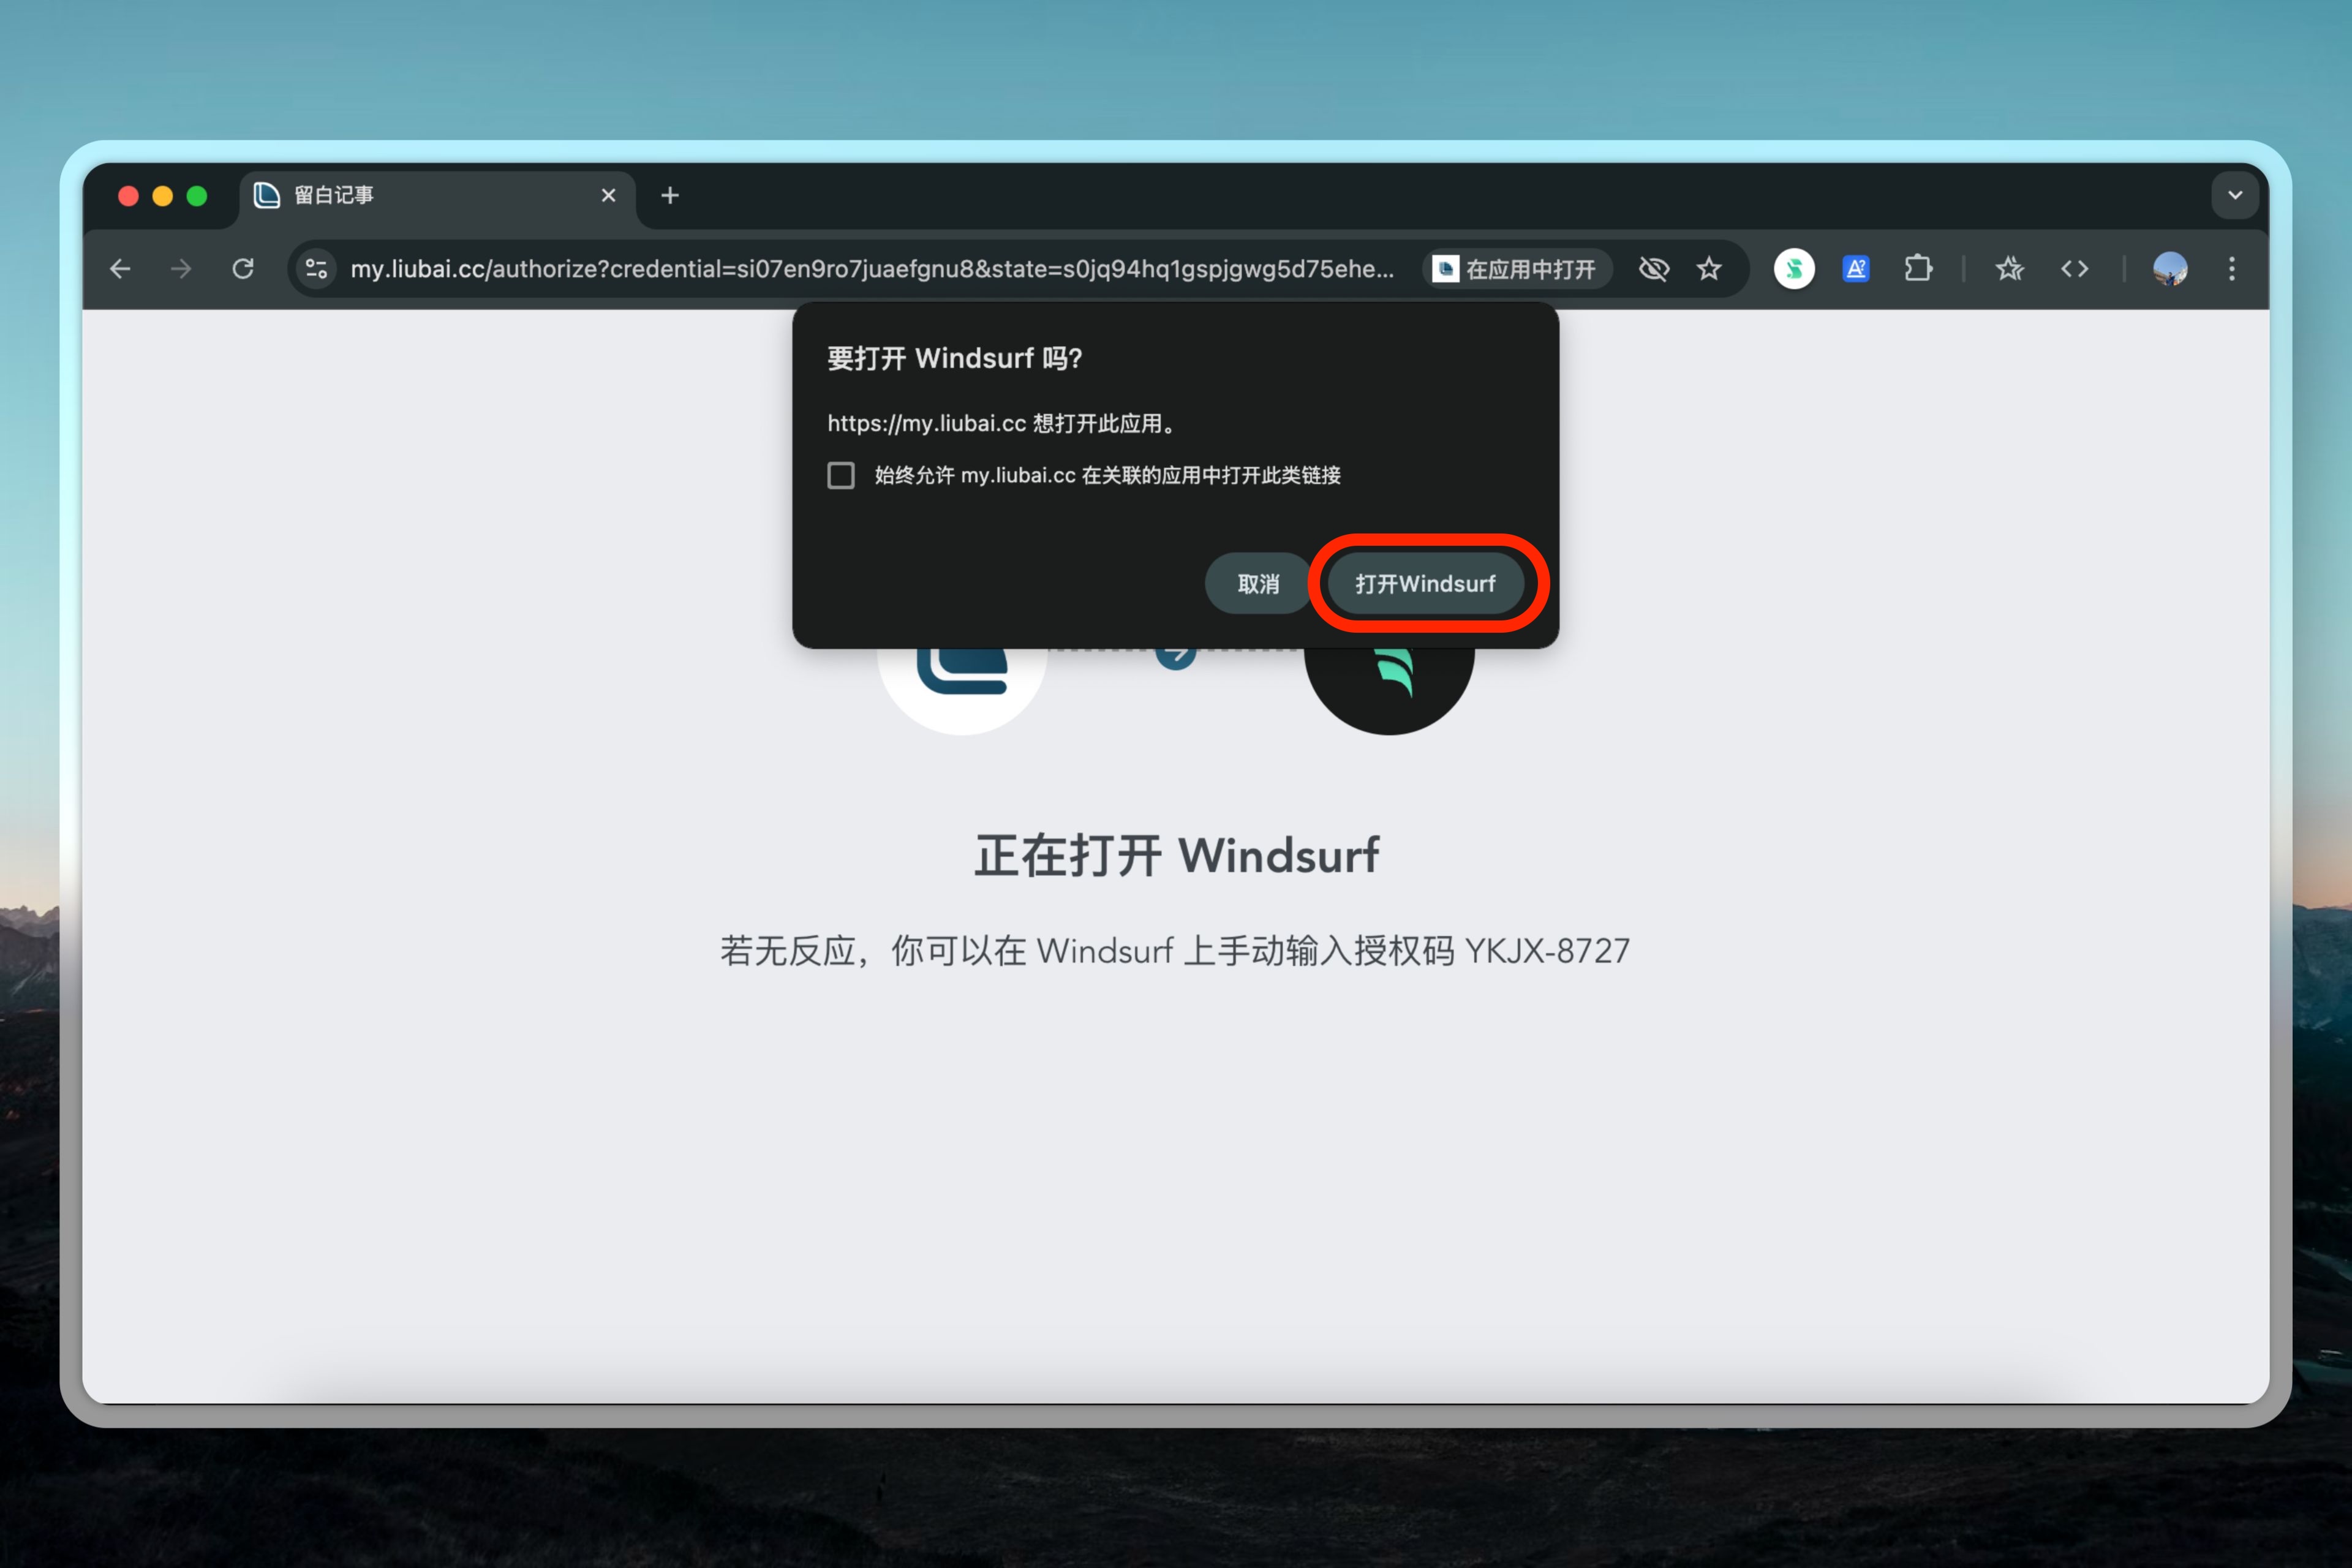 留白记事
my.liubai.cc/authorize?credential=si07en9ro7juaefgnu8&state=s0jq94hq1gspjgwg5d75ehe...
在应用中打开
要打开 Windsurf 吗?
https://my.liubai.cc 想打开此应用。
始终允许 my.liubai.cc 在关联的应用中打开此类链接
取消
打开Windsurf
正在打开 Windsurf
若无反应，你可以在 Windsurf 上手动输入授权码 YKJX-8727